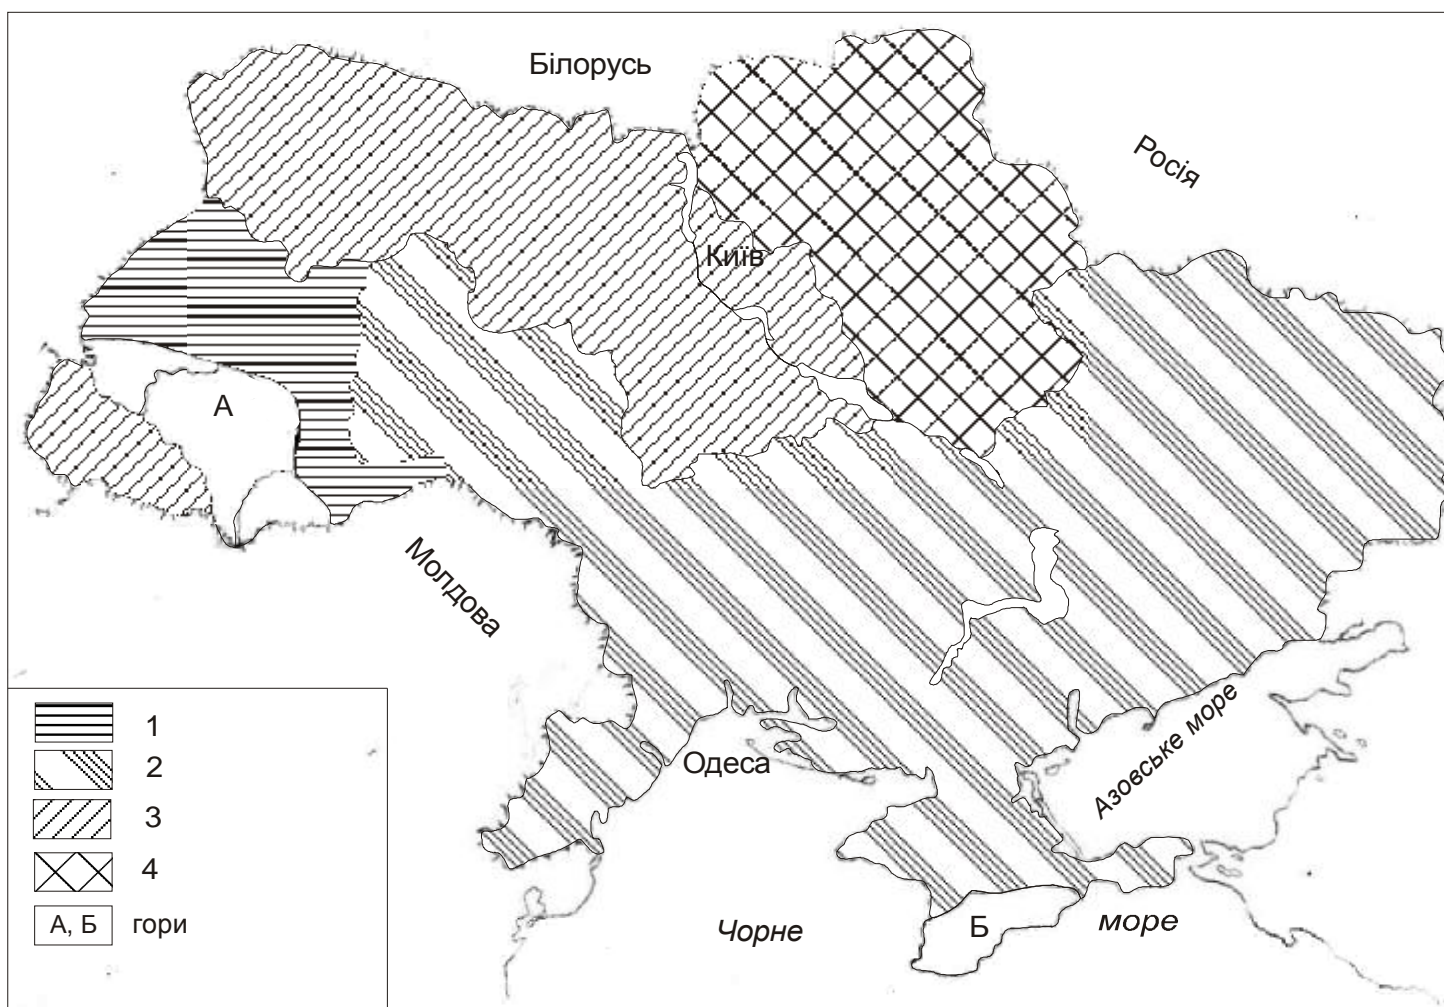 Білорусь
Росія
Київ
А
Молдова
Азовське море
Одеса
Чорне
море
Б
1
2
3
4
А, Б гори